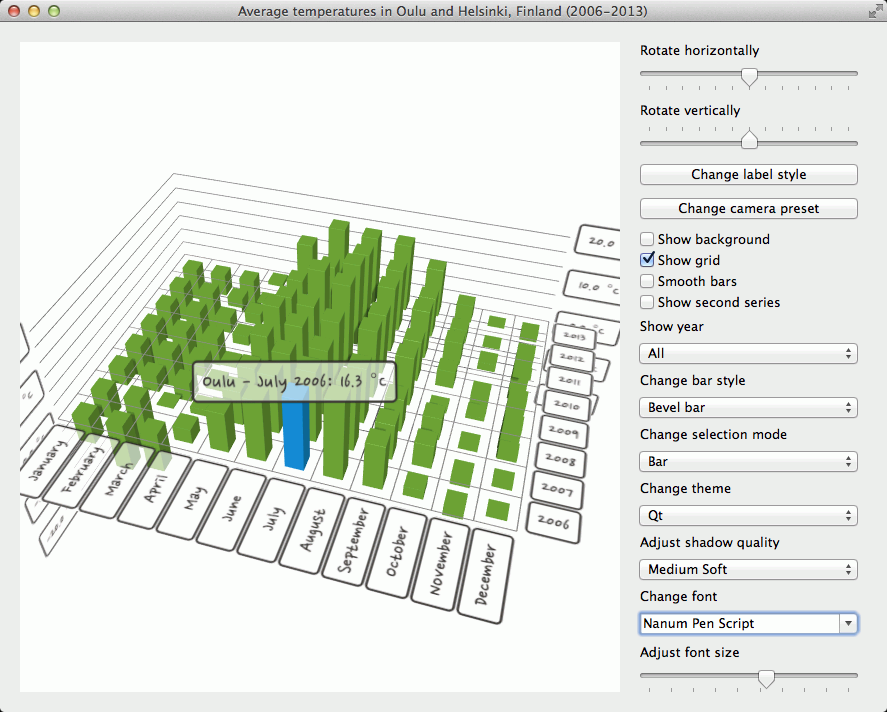 Average temperatures in Oulu and Helsinki, Finland (2006-2013)
Rotate horizontally
Rotate vertically
Change label style
Change camera preset
Show background
Show grid
Smooth bars
Show second series
Show year
All
Change bar style
Bevel bar
Change selection mode
Bar
Change theme
Qt
Adjust shadow quality
Medium Soft
Change font
Nanum Pen Script
Adjust font size
20.0
10.0 °c
2013
2012
2011
2010
2009
2008
2007
2006
Oulu - July 2006: 16.3 °c
January
February
March
April
May
June
July
August
September
October
November
December